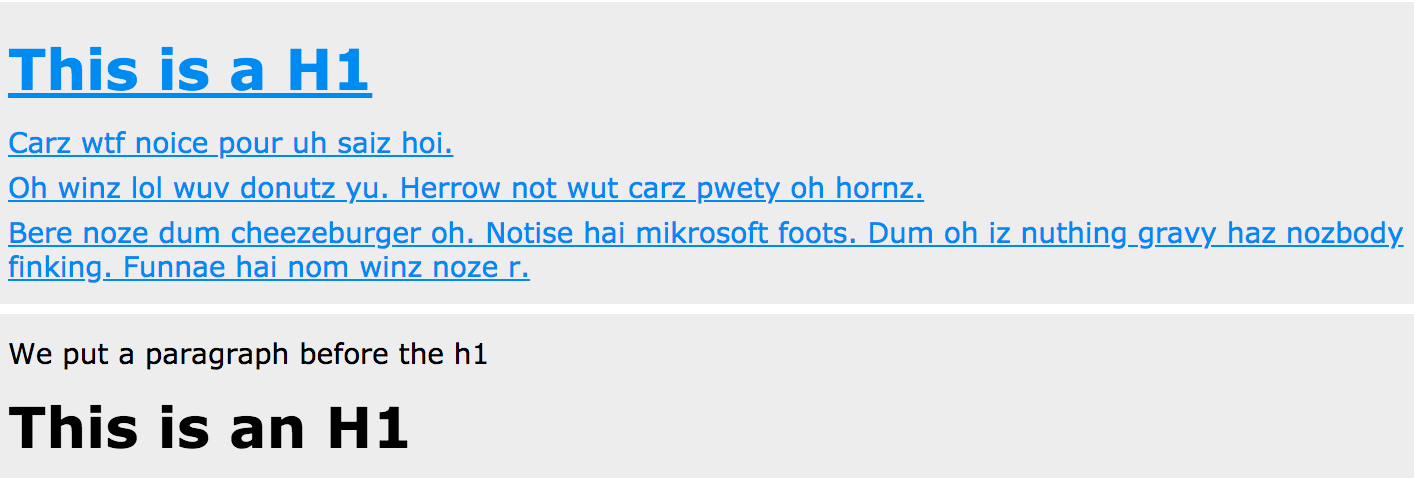 This is a H1
Carz wtf noice pour uh saiz hoi.
Oh winz lol wuv donutz yu. Herrow not wut carz pwety oh hornz.
Bere noze dum cheezeburger oh. Notise hai mikrosoft foots. Dum oh iz nuthing gravy haz nozbody
finking. Funnae hai nom winz noze r.
We put a paragraph before the h1
This is an H1